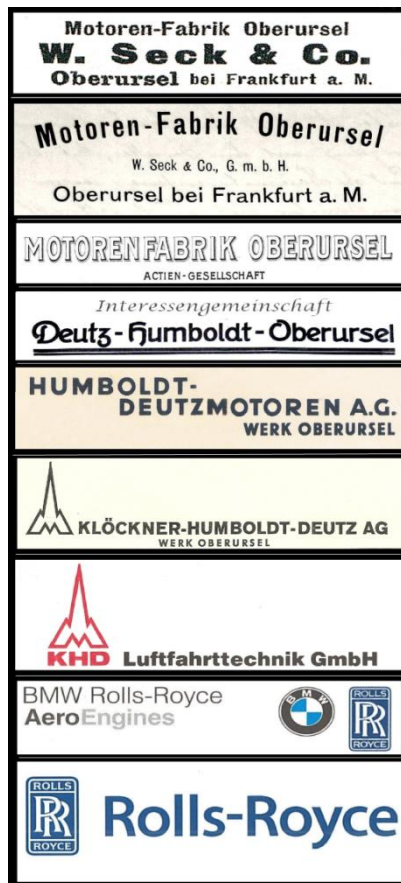 Motoren-Fabrik Oberursel
W. Seck & Co.
Oberursel bei Frankfurt a. M.
Motoren-Fabrik Oberursel
W. Seck & Co., G. m. b. H.
Oberursel bei Frankfurt a. M.
MOTORENFABRIK OBERURSEL
ACTIEN-GESELLSCHAFT
Interessengemeinschaft
Deutz-Humboldt-Oberursel
HUMBOLDT-
DEUTZMOTOREN A.G.
WERK OBERURSEL
KLÖCKNER-HUMBOLDT-DEUTZ AG
WERK OBERURSEL
KHD Luftfahrttechnik GmbH
BMW Rolls-Royce
AeroEngines
BMW
ROLLS
RR
ROYCE
ROLLS
RR
ROYCE
Rolls-Royce